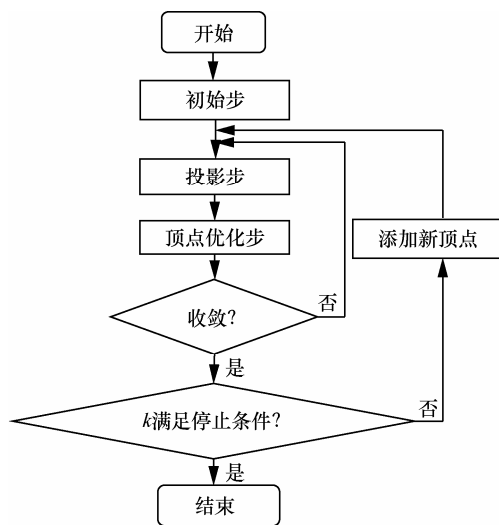 开始
初始步
投影步
顶点优化步
添加新顶点
收敛?
否
是
k满足停止条件?
否
是
结束